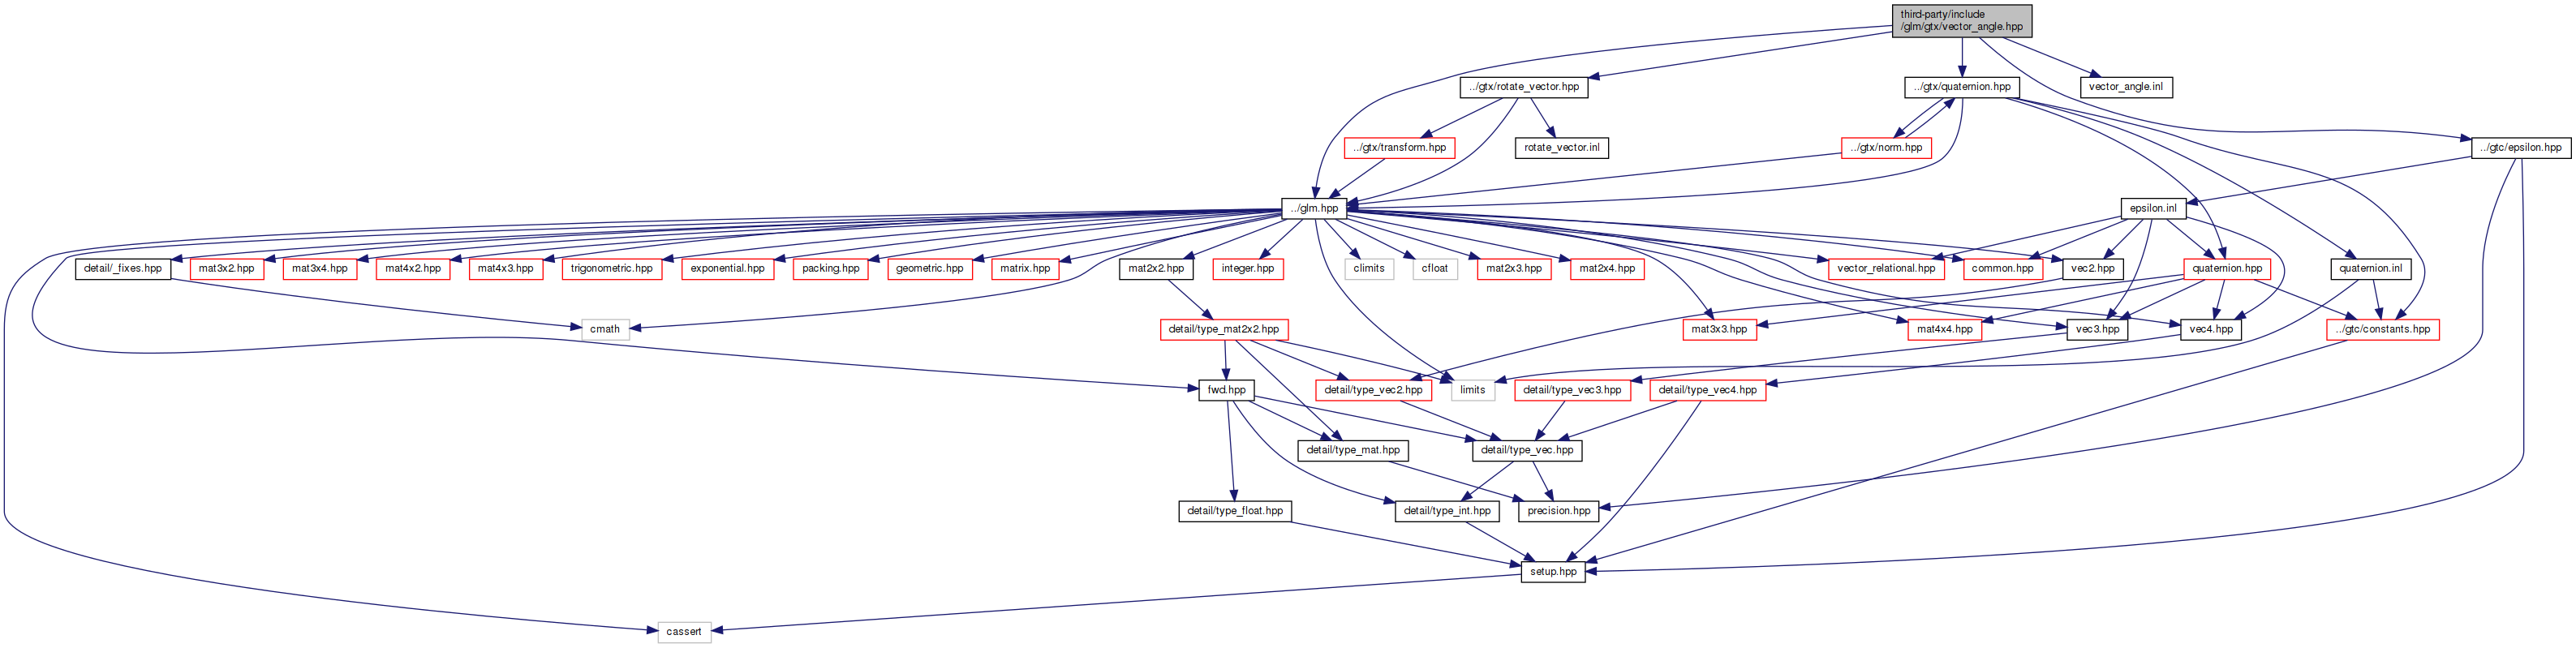 third-party/include
/glm/gtx/vector_angle.hpp
../gtx/rotate_vector.hpp
../gtx/quaternion.hpp
vector_angle.inl
../gtx/transform.hpp
rotate_vector.inl
../gtx/norm.hpp
../gtc/epsilon.hpp
../glm.hpp
epsilon.inl
detail/_fixes.hpp
mat3x2.hpp
mat3x4.hpp
mat4x2.hpp
mat4x3.hpp
trigonometric.hpp
exponential.hpp
packing.hpp
geometric.hpp
matrix.hpp
mat2x2.hpp
integer.hpp
climits
cfloat
mat2x3.hpp
mat2x4.hpp
vector_relational.hpp
common.hpp
vec2.hpp
quaternion.hpp
quaternion.inl
cmath
detail/type_mat2x2.hpp
mat3x3.hpp
mat4x4.hpp
vec3.hpp
vec4.hpp
../gtc/constants.hpp
fwd.hpp
detail/type_vec2.hpp
limits
detail/type_vec3.hpp
detail/type_vec4.hpp
detail/type_mat.hpp
detail/type_vec.hpp
detail/type_float.hpp
detail/type_int.hpp
precision.hpp
setup.hpp
cassert